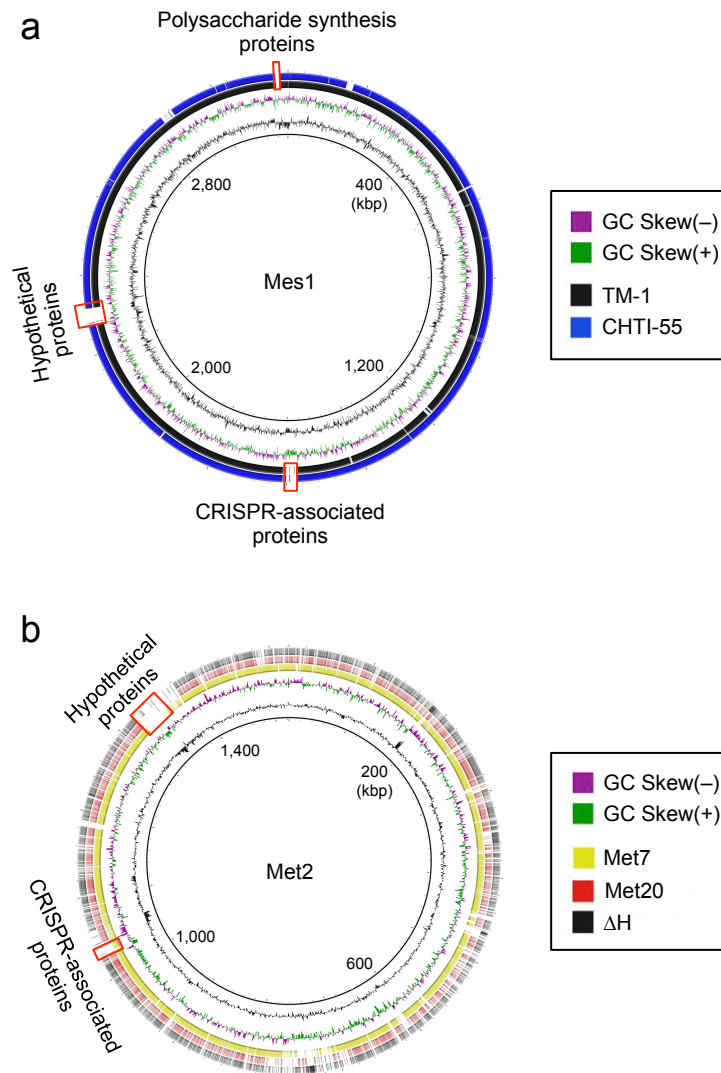 a
Polysaccharide synthesis
proteins
2,800
400
(kbp)
Mes1
Hypothetical
proteins
2,000
1,200
CRISPR-associated
proteins
GC Skew(–)
GC Skew(+)
TM-1
CHTI-55
b
Hypothetical
proteins
1,400
200
(kbp)
Met2
1,000
600
CRISPR-associated
proteins
GC Skew(–)
GC Skew(+)
Met7
Met20
ΔH